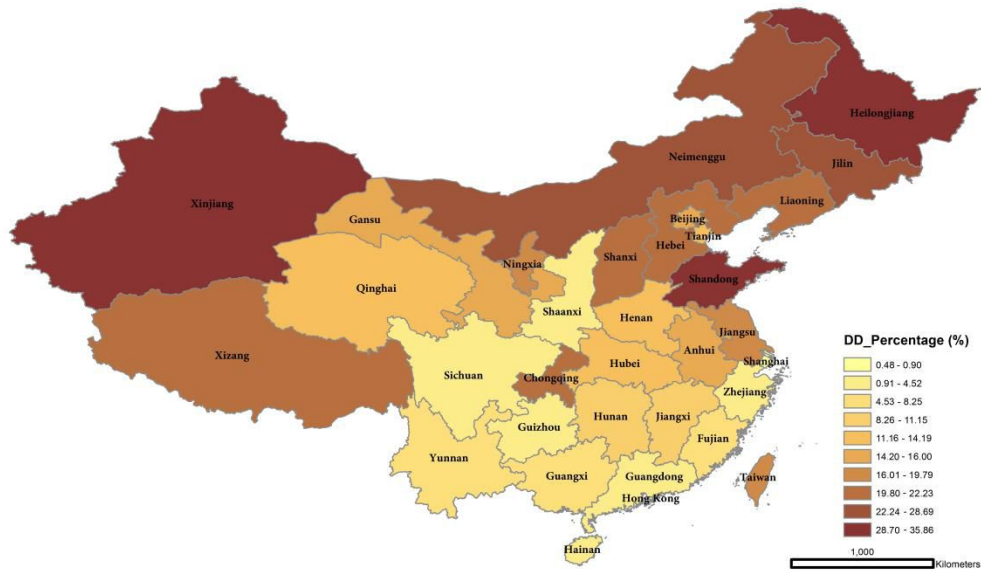 Heilongjiang
Neimenggu
Jilin
Xinjiang
Liaoning
Gansu
Beijing
Tianjin
Hebei
Ningxia
Shanxi
Shandong
Qinghai
Shaanxi
Henan
Jiangsu
Xizang
Anhui
Shanghai
Sichuan
Chongqing
Hubei
Zhejiang
Hunan
Jiangxi
Guizhou
Fujian
Yunnan
Guangxi
Guangdong
Taiwan
Hong Kong
Hainan
DD_Percentage (%)
0.48 - 0.90
0.91 - 4.52
4.53 - 8.25
8.26 - 11.15
11.16 - 14.19
14.20 - 16.00
16.01 - 19.79
19.80 - 22.23
22.24 - 28.69
28.70 - 35.86
1,000
Kilometers